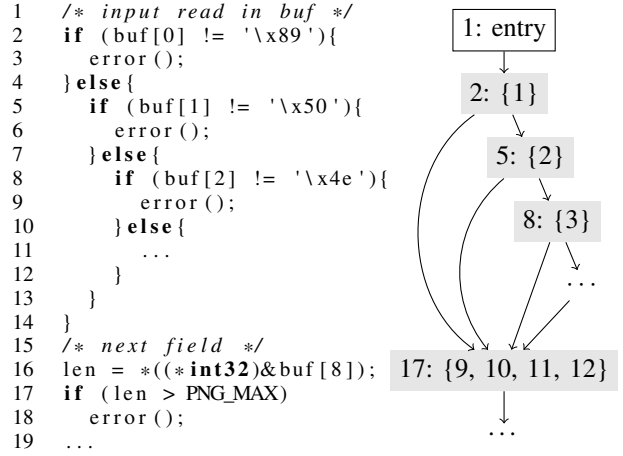 1 /* input read in buf */
2 if (buf[0] != '\x89'){
3 error();
4 }else{
5 if (buf[1] != '\x50'){
6 error();
7 }else{
8 if (buf[2] != '\x4e'){
9 error();
10 }else{
11 ...
12 }
13 }
14 }
15 /* next field */
16 len = *((*int32)&buf[8]);
17 if (len > PNG_MAX)
18 error();
19 ...
1: entry
2: {1}
5: {2}
8: {3}
...
17: {9, 10, 11, 12}
...